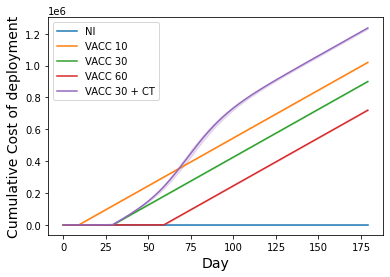 1e6
Cumulative Cost of deployment
1.2
1.0
0.8
0.6
0.4
0.2
0.0
NI
VACC 10
VACC 30
VACC 60
VACC 30 + CT
0 25 50 75 100 125 150 175
Day